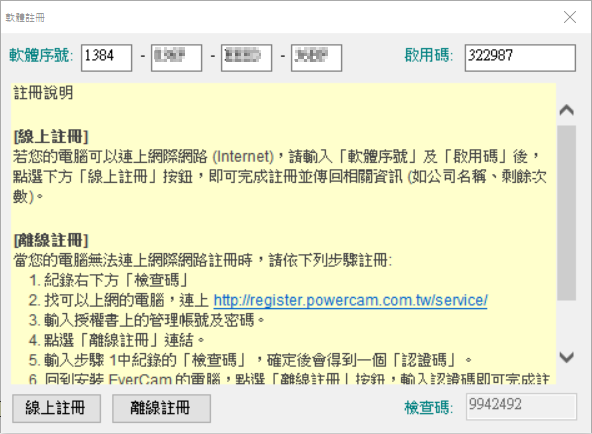 軟體註冊
軟體序號: 1384 - - - 啟用碼: 322987
註冊說明
[線上註冊]
若您的電腦可以連上網際網路 (Internet)，請輸入「軟體序號」及「啟用碼」後，
點選下方「線上註冊」按鈕，即可完成註冊並傳回相關資訊 (如公司名稱、剩餘次
數)。
[離線註冊]
當您的電腦無法連上網際網路註冊時，請依下列步驟註冊:
1. 紀錄右下方「檢查碼」
2. 找可以上網的電腦，連上 http://register.powercam.com.tw/service/
3. 輸入授權書上的管理帳號及密碼。
4. 點選「離線註冊」連結。
5. 輸入步驟 1中紀錄的「檢查碼」，確定後會得到一個「認證碼」。
6. 回到安裝 EverCam 的電腦，點選「離線註冊」按鈕，輸入認證碼即可完成註
線上註冊 離線註冊 檢查碼: 9942492